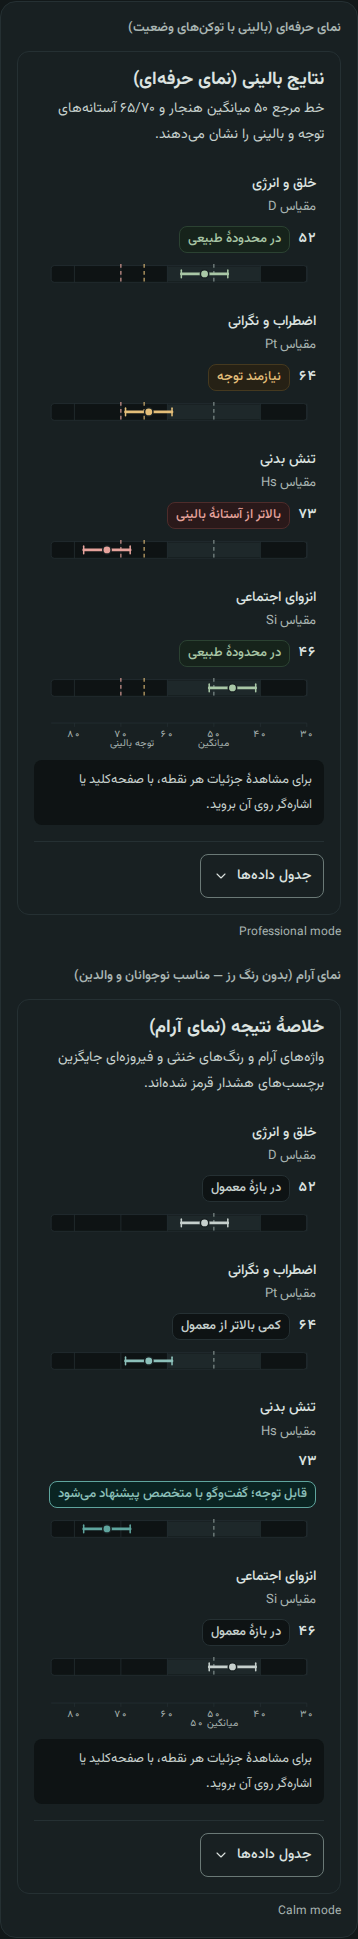 نمای حرفه‌ای (بالینی با توکن‌های وضعیت)
نتایج بالینی (نمای حرفه‌ای)
خط مرجع ۵۰ میانگین هنجار و ۶۵/۷۰ آستانه‌های
توجه و بالینی را نشان می‌دهند.
خلق و انرژی
مقیاس D
۵۲ در محدودهٔ طبیعی
اضطراب و نگرانی
مقیاس Pt
۶۴ نیازمند توجه
تنش بدنی
مقیاس Hs
۷۳ بالاتر از آستانهٔ بالینی
انزوای اجتماعی
مقیاس Si
۴۶ در محدودهٔ طبیعی
۳۰ ۴۰ ۵۰ ۶۰ ۷۰ ۸۰
میانگین توجه بالینی
برای مشاهدهٔ جزئیات هر نقطه، با صفحه‌کلید یا
اشاره‌گر روی آن بروید.
جدول داده‌ها
Professional mode
نمای آرام (بدون رنگ رز — مناسب نوجوانان و والدین)
خلاصهٔ نتیجه (نمای آرام)
واژه‌های آرام و رنگ‌های خنثی و فیروزه‌ای جایگزین
برچسب‌های هشدار قرمز شده‌اند.
خلق و انرژی
مقیاس D
۵۲ در بازهٔ معمول
اضطراب و نگرانی
مقیاس Pt
۶۴ کمی بالاتر از معمول
تنش بدنی
مقیاس Hs
۷۳
قابل توجه؛ گفت‌وگو با متخصص پیشنهاد می‌شود
انزوای اجتماعی
مقیاس Si
۴۶ در بازهٔ معمول
۳۰ ۴۰ ۵۰ ۶۰ ۷۰ ۸۰
میانگین ۵۰
برای مشاهدهٔ جزئیات هر نقطه، با صفحه‌کلید یا
اشاره‌گر روی آن بروید.
جدول داده‌ها
Calm mode